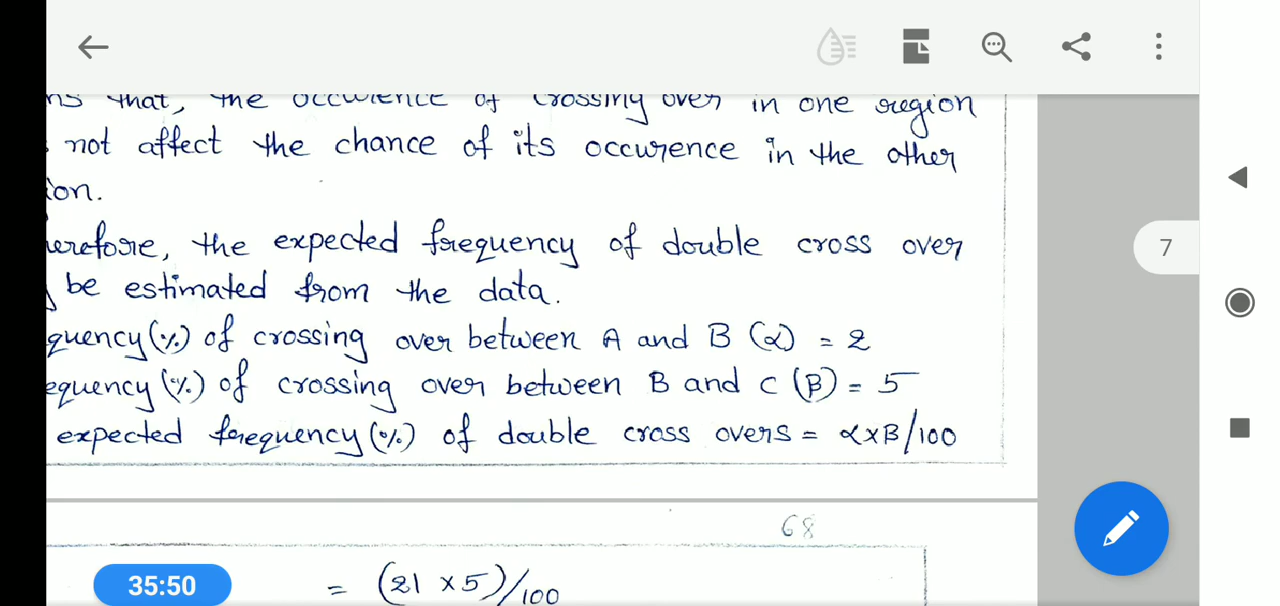 that, the occurence of crossing over in one region
not affect the chance of its occurence in the other
ion.
erefore, the expected frequency of double cross over
be estimated from the data.
quency (%) of crossing over between A and B (α) = 2
equency (%) of crossing over between B and C (β) = 5
expected ferequency (%) of double cross overs = α x β/100
7
68
35:50
= (21 x 5)/100